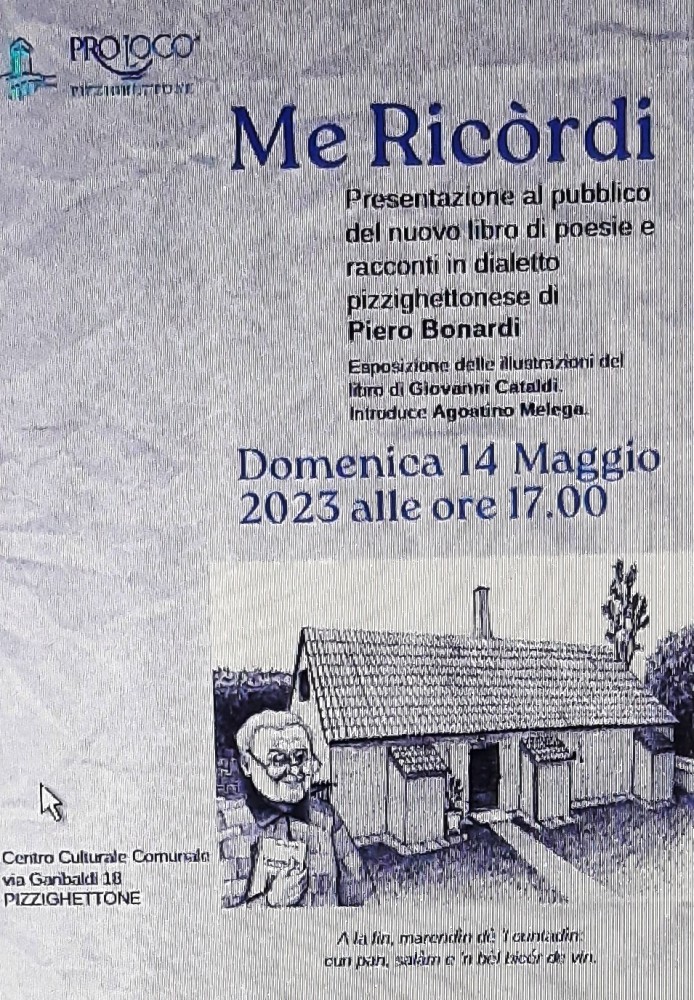 PROLOCO
PIZZIGHETTONE
Me Ricòrdi
Presentazione al pubblico
del nuovo libro di poesie e
racconti in dialetto
pizzighettonese di
Piero Bonardi
Esposizione delle illustrazioni del
libro di Giovanni Cataldi.
Introduce Agostino Melega.
Domenica 14 Maggio
2023 alle ore 17.00
Centro Culturale Comunale
via Garibaldi 18
PIZZIGHETTONE
A la fin, marendìn dè 'l cuntadìn:
cun pan, salàm e 'n bèl bicér de vin.